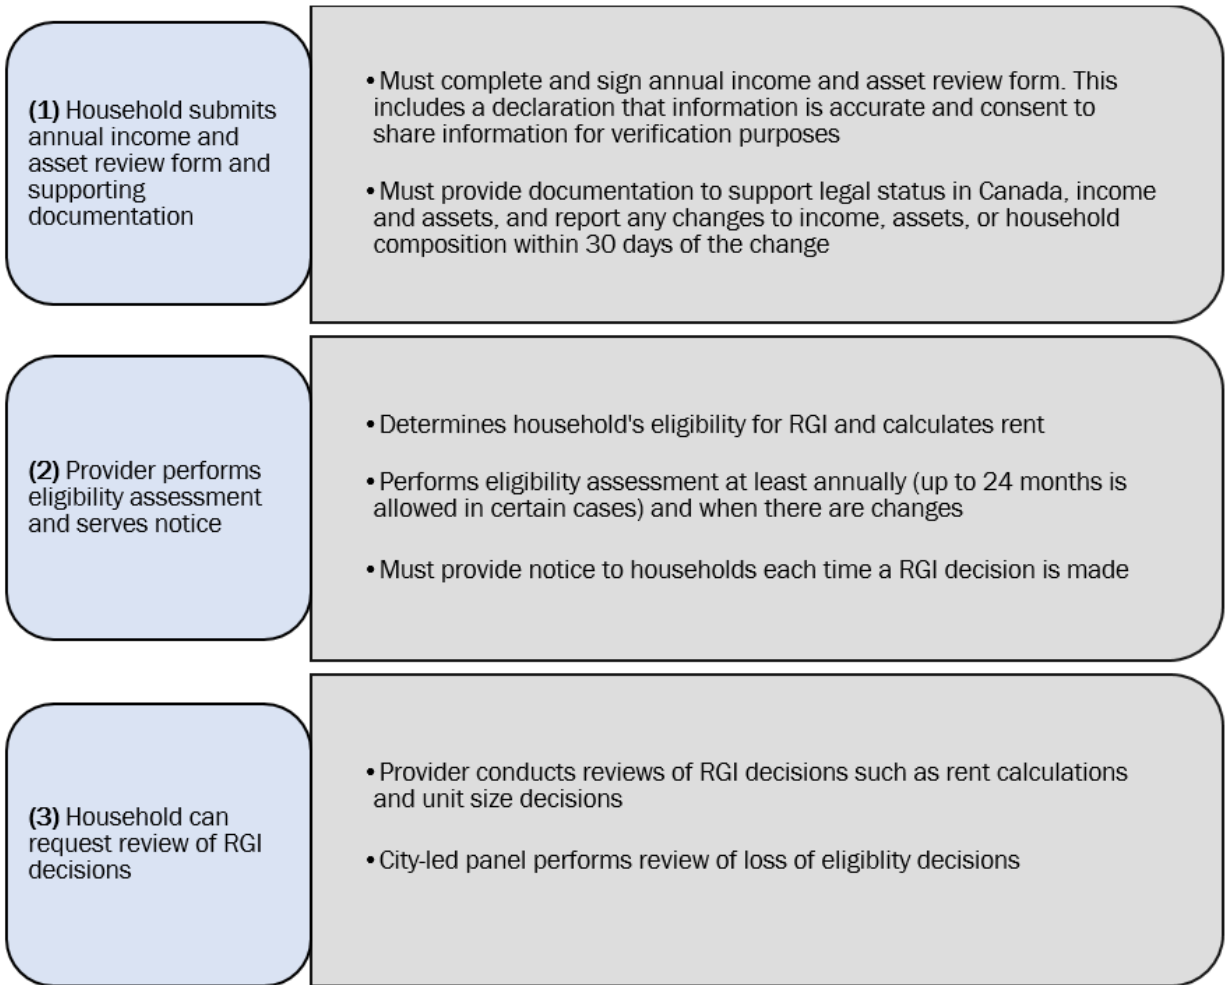 (1) Household submits
annual income and
asset review form and
supporting
documentation
• Must complete and sign annual income and asset review form. This
includes a declaration that information is accurate and consent to
share information for verification purposes
• Must provide documentation to support legal status in Canada, income
and assets, and report any changes to income, assets, or household
composition within 30 days of the change
(2) Provider performs
eligibility assessment
and serves notice
• Determines household's eligibility for RGI and calculates rent
• Performs eligibility assessment at least annually (up to 24 months is
allowed in certain cases) and when there are changes
• Must provide notice to households each time a RGI decision is made
(3) Household can
request review of RGI
decisions
• Provider conducts reviews of RGI decisions such as rent calculations
and unit size decisions
• City-led panel performs review of loss of eligiblity decisions